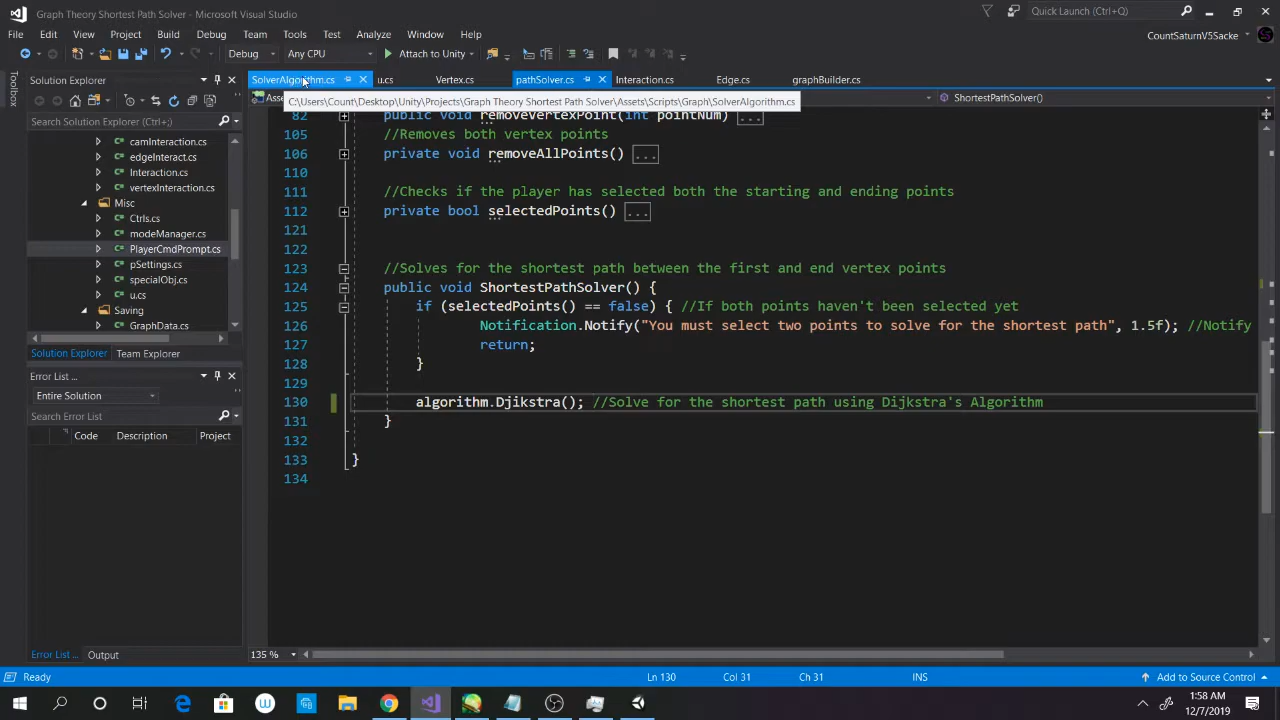 Graph Theory Shortest Path Solver - Microsoft Visual Studio
Quick Launch (Ctrl+;)
File Edit View Project Build Debug Team Tools Test Analyze Window Help
CountSaturnV5Sacke
Debug Any CPU Attach to Unity
Toolbox
Solution Explorer
SolverAlgorithm.cs u.cs Vertex.cs pathSolver.cs Interaction.cs Edge.cs graphBuilder.cs
C:\Users\Count\Desktop\Unity\Projects\Graph Theory Shortest Path Solver\Assets\Scripts\Graph\SolverAlgorithm.cs
ShortestPathSolver()
Search Solution Explorer (Ctrl+;)
camInteraction.cs
edgeInteract.cs
Interaction.cs
vertexInteraction.cs
Misc
Ctrls.cs
modeManager.cs
PlayerCmdPrompt.cs
pSettings.cs
specialObj.cs
u.cs
Saving
GraphData.cs
Solution Explorer Team Explorer
Error List ...
Entire Solution
Search Error List
Code Description Project
82 public void removeVertexPoint(int pointNum) ...
105 //Removes both vertex points
106 private void removeAllPoints() ...
110
111 //Checks if the player has selected both the starting and ending points
112 private bool selectedPoints() ...
121
122
123 //Solves for the shortest path between the first and end vertex points
124 public void ShortestPathSolver() {
125 if (selectedPoints() == false) { //If both points haven't been selected yet
126 Notification.Notify("You must select two points to solve for the shortest path", 1.5f); //Notify
127 return;
128 }
129
130 algorithm.Djikstra(); //Solve for the shortest path using Dijkstra's Algorithm
131 }
132
133 }
134
Error List ... Output
135 %
Ready
Ln 130 Col 31 Ch 31 INS
Add to Source Control
1:58 AM
12/7/2019